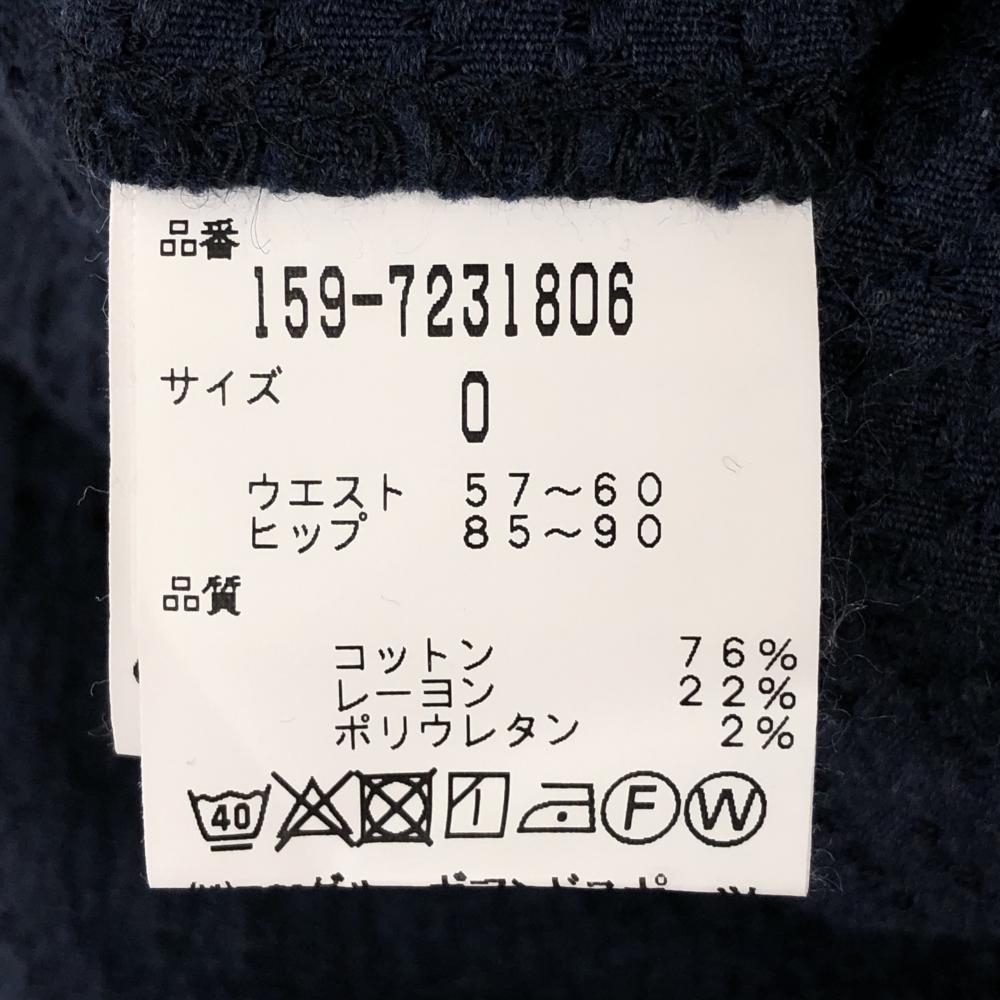 品番
159-7231806
サイズ 0
ウエスト 57～60
ヒップ 85～90
品質
コットン 76%
レーヨン 22%
ポリウレタン 2%
40 F W